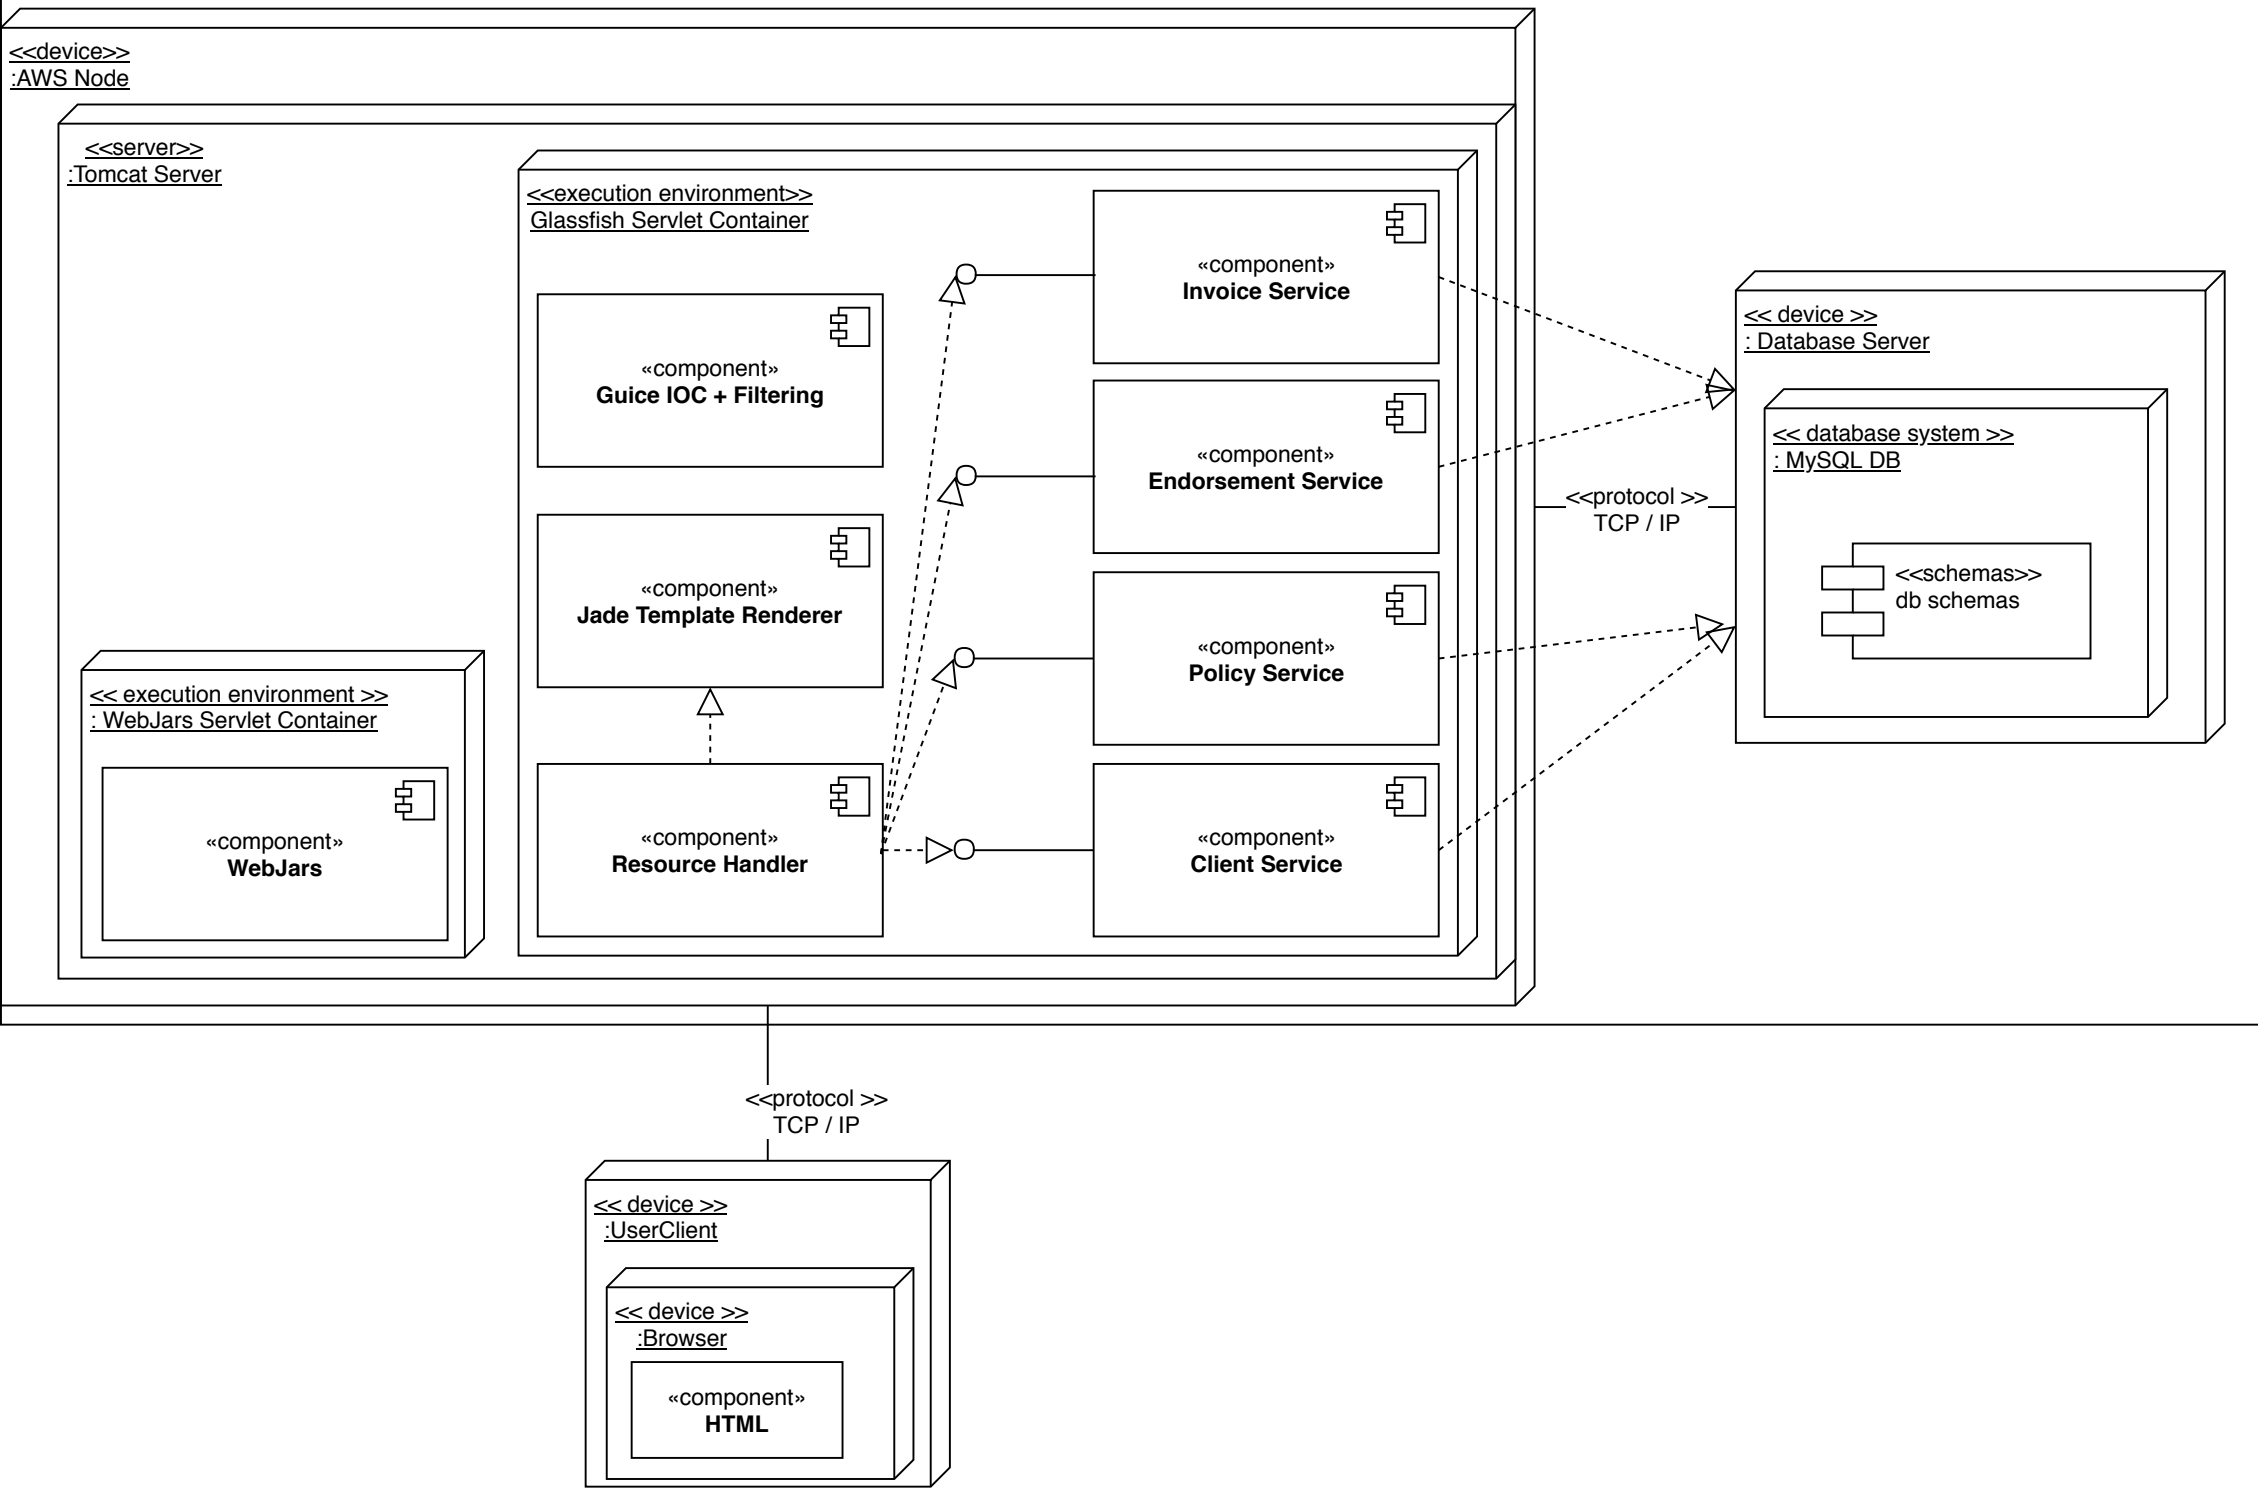 <<device>>
:AWS Node
<<server>>
:Tomcat Server
<<execution environment>>
Glassfish Servlet Container
«component»
Invoice Service
«component»
Guice IOC + Filtering
«component»
Endorsement Service
«component»
Jade Template Renderer
«component»
Policy Service
<< execution environment >>
: WebJars Servlet Container
«component»
WebJars
«component»
Resource Handler
«component»
Client Service
<<protocol >>
TCP / IP
<< device >>
: Database Server
<< database system >>
: MySQL DB
<<schemas>>
db schemas
<<protocol >>
TCP / IP
<< device >>
:UserClient
<< device >>
:Browser
«component»
HTML